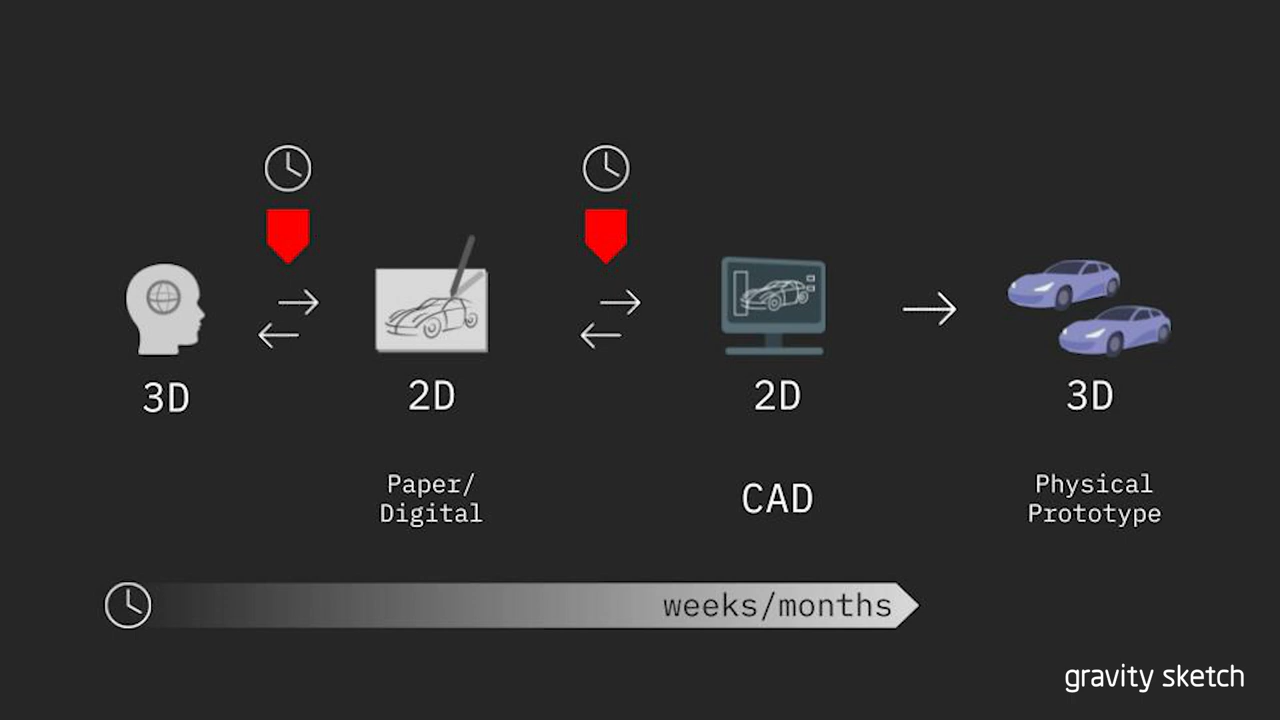 3D
2D
2D
3D
Paper/
Digital
CAD
Physical
Prototype
weeks/months
gravity sketch